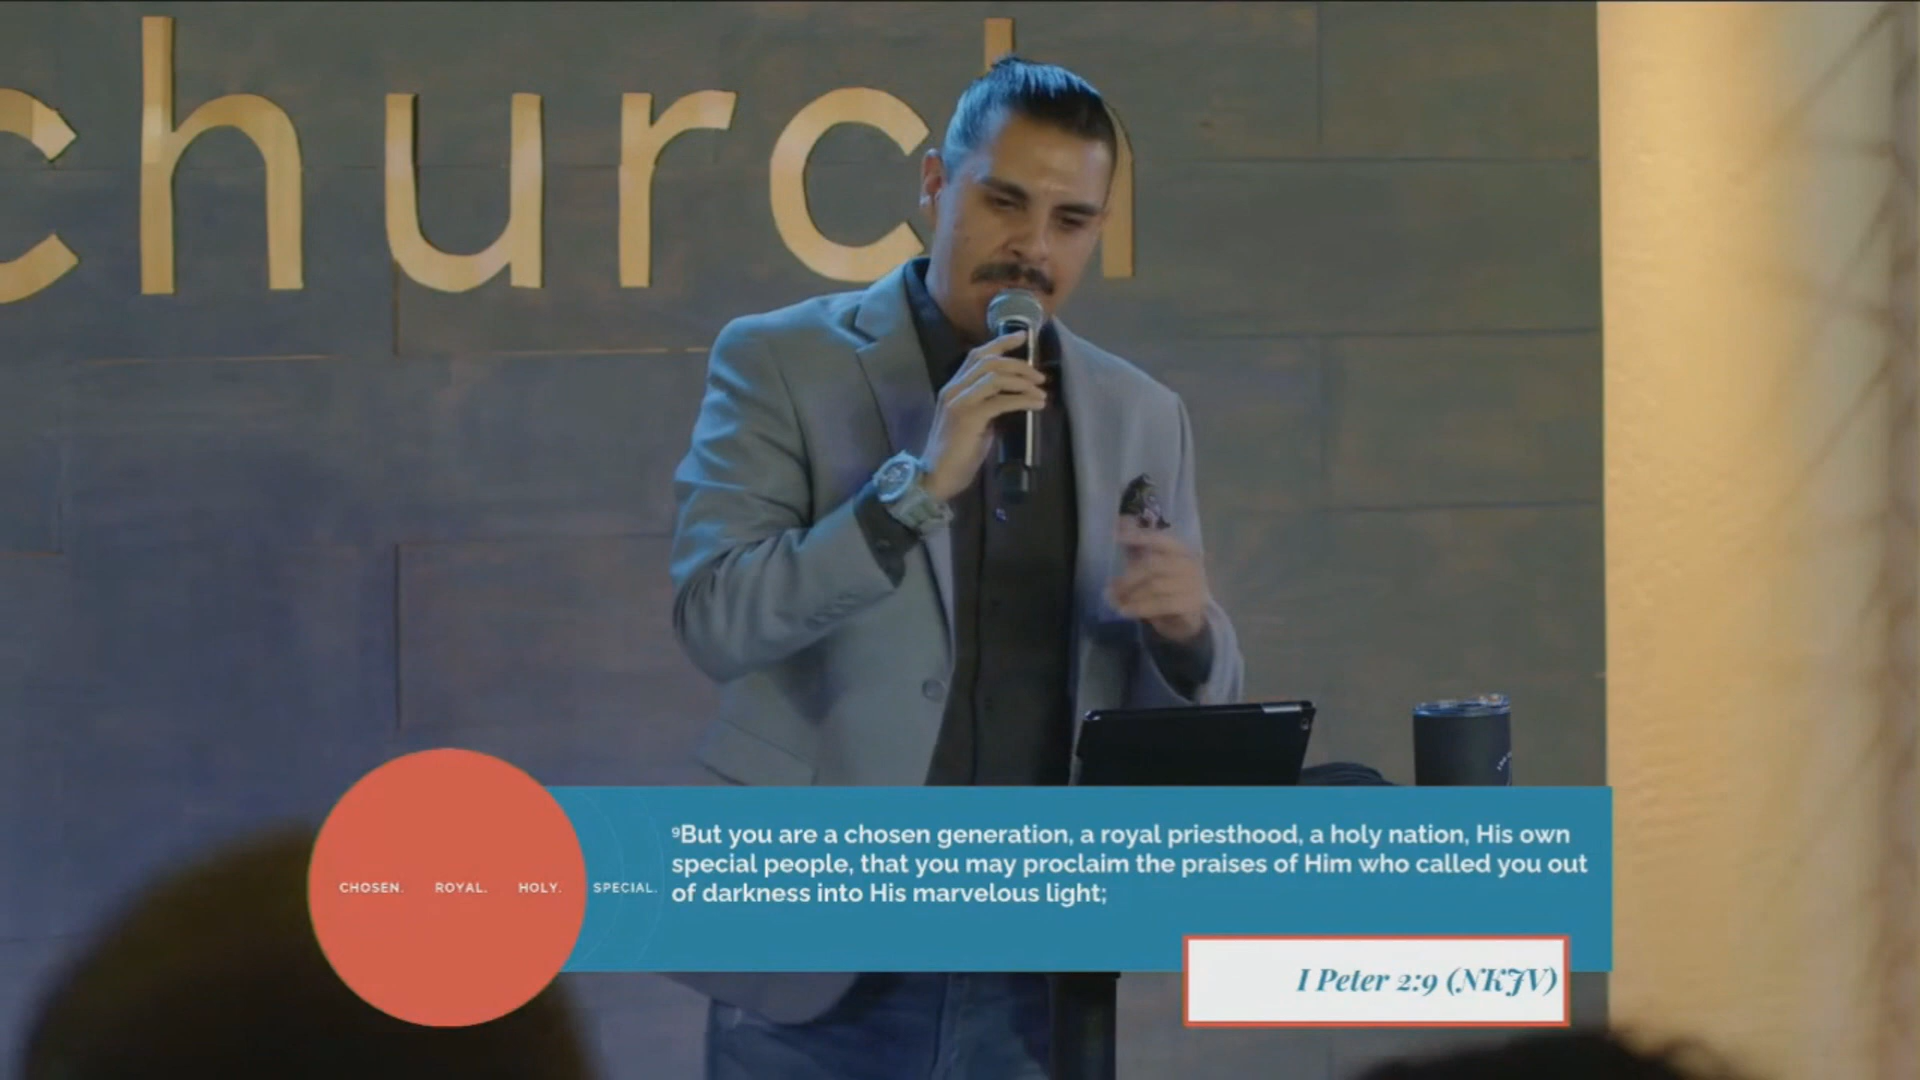 church
⁹But you are a chosen generation, a royal priesthood, a holy nation, His own
special people, that you may proclaim the praises of Him who called you out
of darkness into His marvelous light;
CHOSEN. ROYAL. HOLY. SPECIAL.
I Peter 2:9 (NKJV)